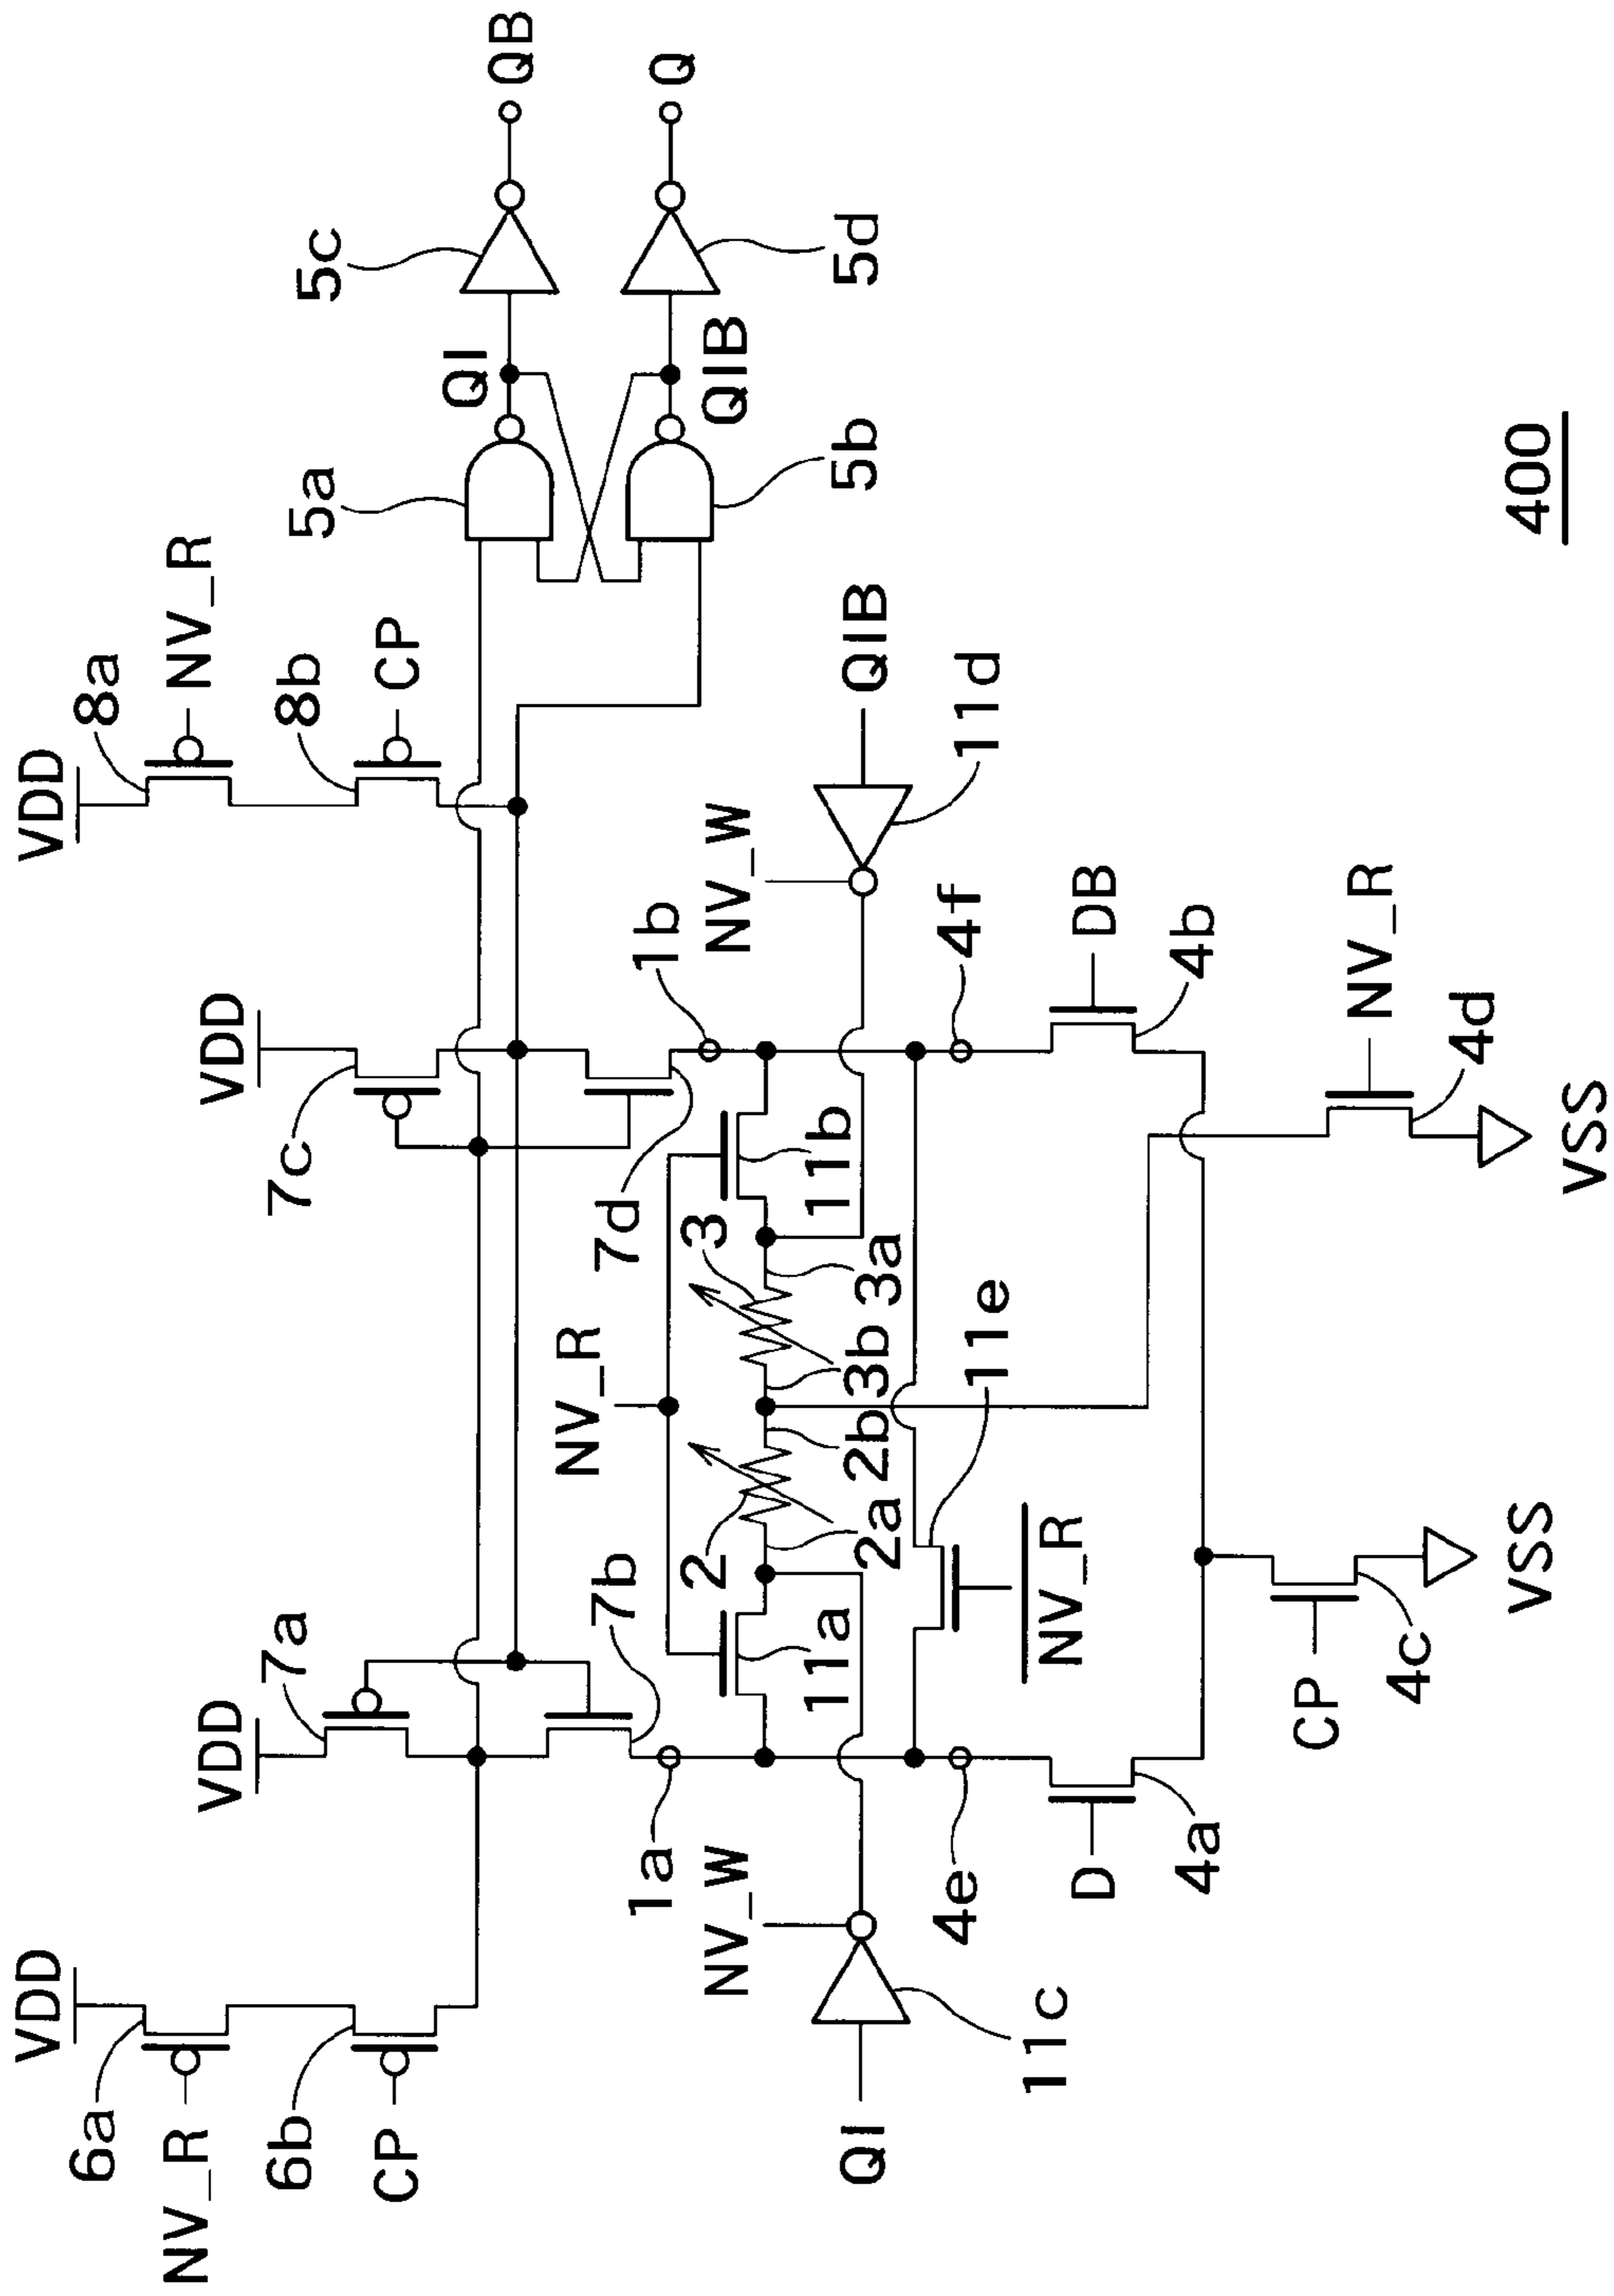 VDD
VDD
6a
8a
NV_R
NV_R
VDD
VDD
6b
7a
7c
8b
5a
5c
CP
CP
QI
QB
NV_R
7b
7d
1a
1b
Q
2
3
NV_W
NV_W
QIB
11a
11b
5b
5d
QI
2a
2b
3b
3a
QIB
4e
4f
11d
11e
11c
NV_R
D
DB
4a
4b
CP
NV_R
4c
4d
VSS
400
VSS